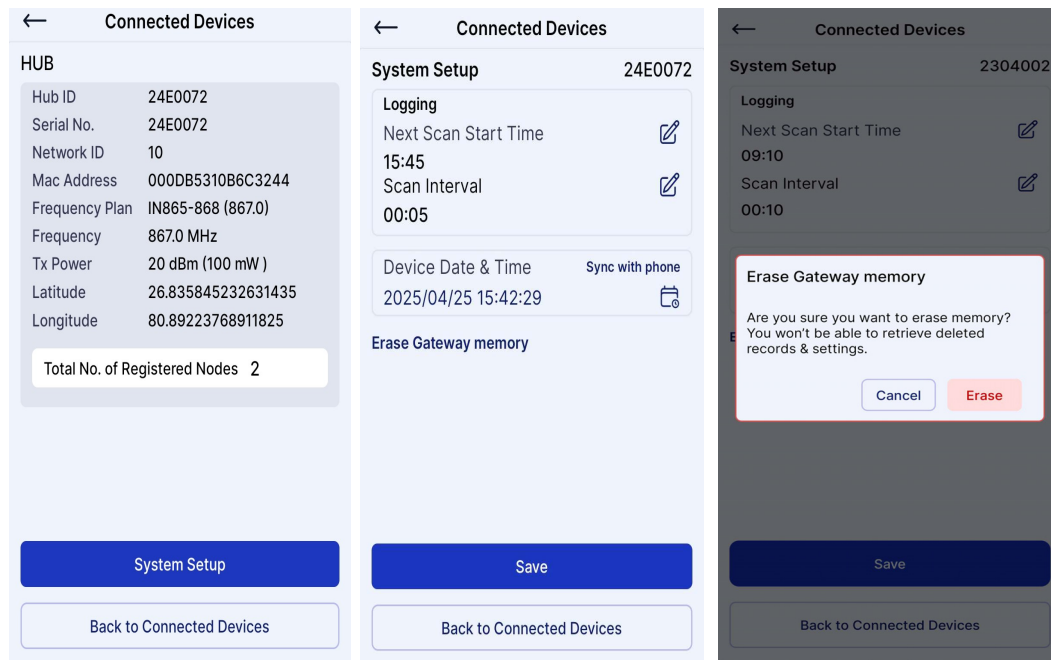 Connected Devices
HUB
Hub ID 24E0072
Serial No. 24E0072
Network ID 10
Mac Address 000DB5310B6C3244
Frequency Plan IN865-868 (867.0)
Frequency 867.0 MHz
Tx Power 20 dBm (100 mW )
Latitude 26.835845232631435
Longitude 80.89223768911825
Total No. of Registered Nodes 2
System Setup
Back to Connected Devices
Connected Devices
System Setup 24E0072
Logging
Next Scan Start Time
15:45
Scan Interval
00:05
Device Date & Time Sync with phone
2025/04/25 15:42:29
Erase Gateway memory
Save
Back to Connected Devices
Connected Devices
System Setup 2304002
Logging
Next Scan Start Time
09:10
Scan Interval
00:10
Erase Gateway memory
Are you sure you want to erase memory?
You won't be able to retrieve deleted
records & settings.
Cancel Erase
Save
Back to Connected Devices